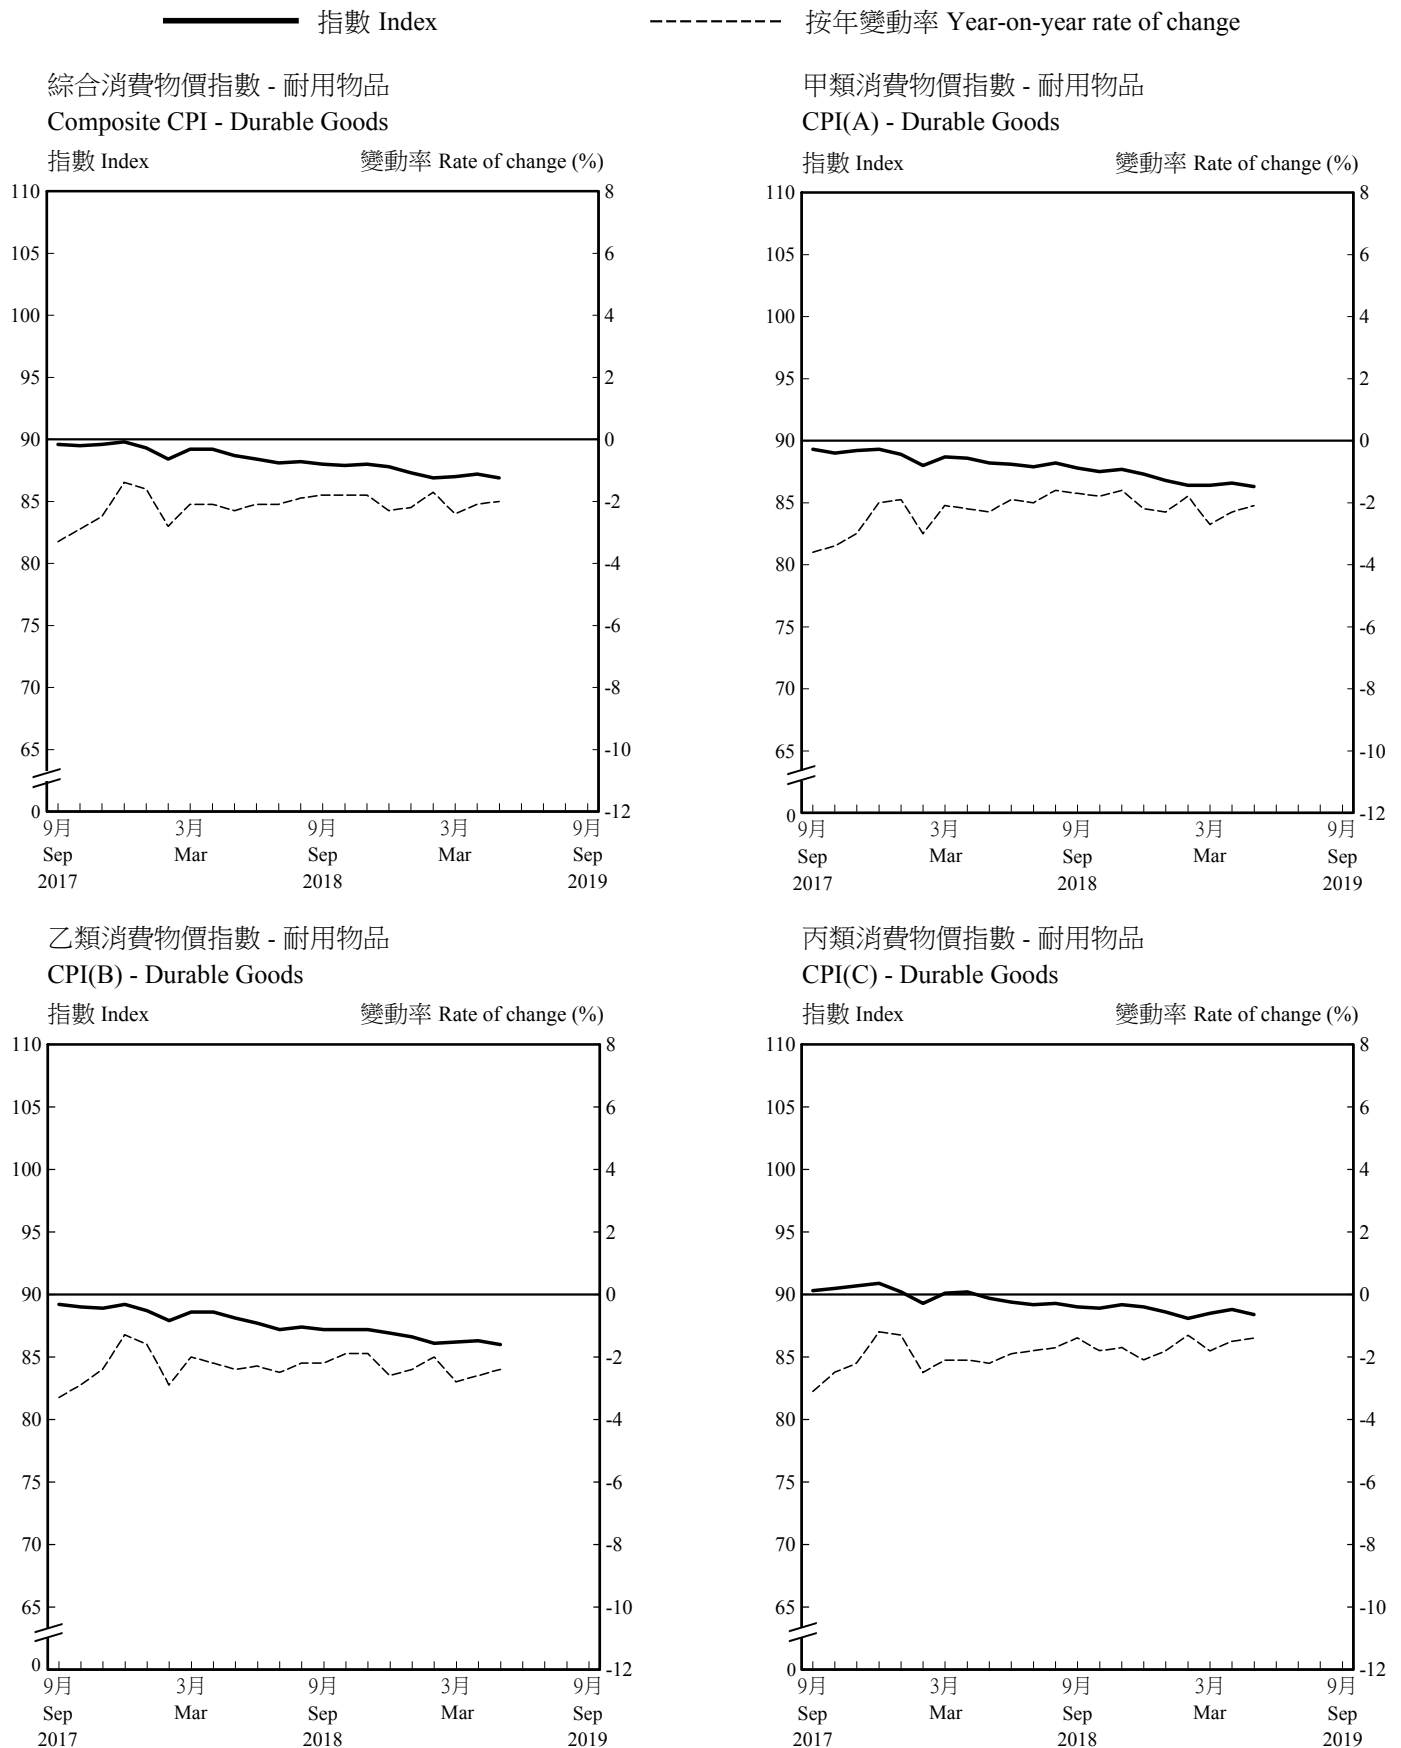 指數 Index
按年變動率 Year-on-year rate of change
綜合消費物價指數 - 耐用物品
Composite CPI - Durable Goods
指數 Index 變動率 Rate of change (%)
110 8
105 6
100 4
95 2
90 0
85 -2
80 -4
75 -6
70 -8
65 -10
0 -12
9月 3月 9月 3月 9月
Sep Mar Sep Mar Sep
2017 2018 2019
甲類消費物價指數 - 耐用物品
CPI(A) - Durable Goods
指數 Index 變動率 Rate of change (%)
110 8
105 6
100 4
95 2
90 0
85 -2
80 -4
75 -6
70 -8
65 -10
0 -12
9月 3月 9月 3月 9月
Sep Mar Sep Mar Sep
2017 2018 2019
乙類消費物價指數 - 耐用物品
CPI(B) - Durable Goods
指數 Index 變動率 Rate of change (%)
110 8
105 6
100 4
95 2
90 0
85 -2
80 -4
75 -6
70 -8
65 -10
0 -12
9月 3月 9月 3月 9月
Sep Mar Sep Mar Sep
2017 2018 2019
丙類消費物價指數 - 耐用物品
CPI(C) - Durable Goods
指數 Index 變動率 Rate of change (%)
110 8
105 6
100 4
95 2
90 0
85 -2
80 -4
75 -6
70 -8
65 -10
0 -12
9月 3月 9月 3月 9月
Sep Mar Sep Mar Sep
2017 2018 2019